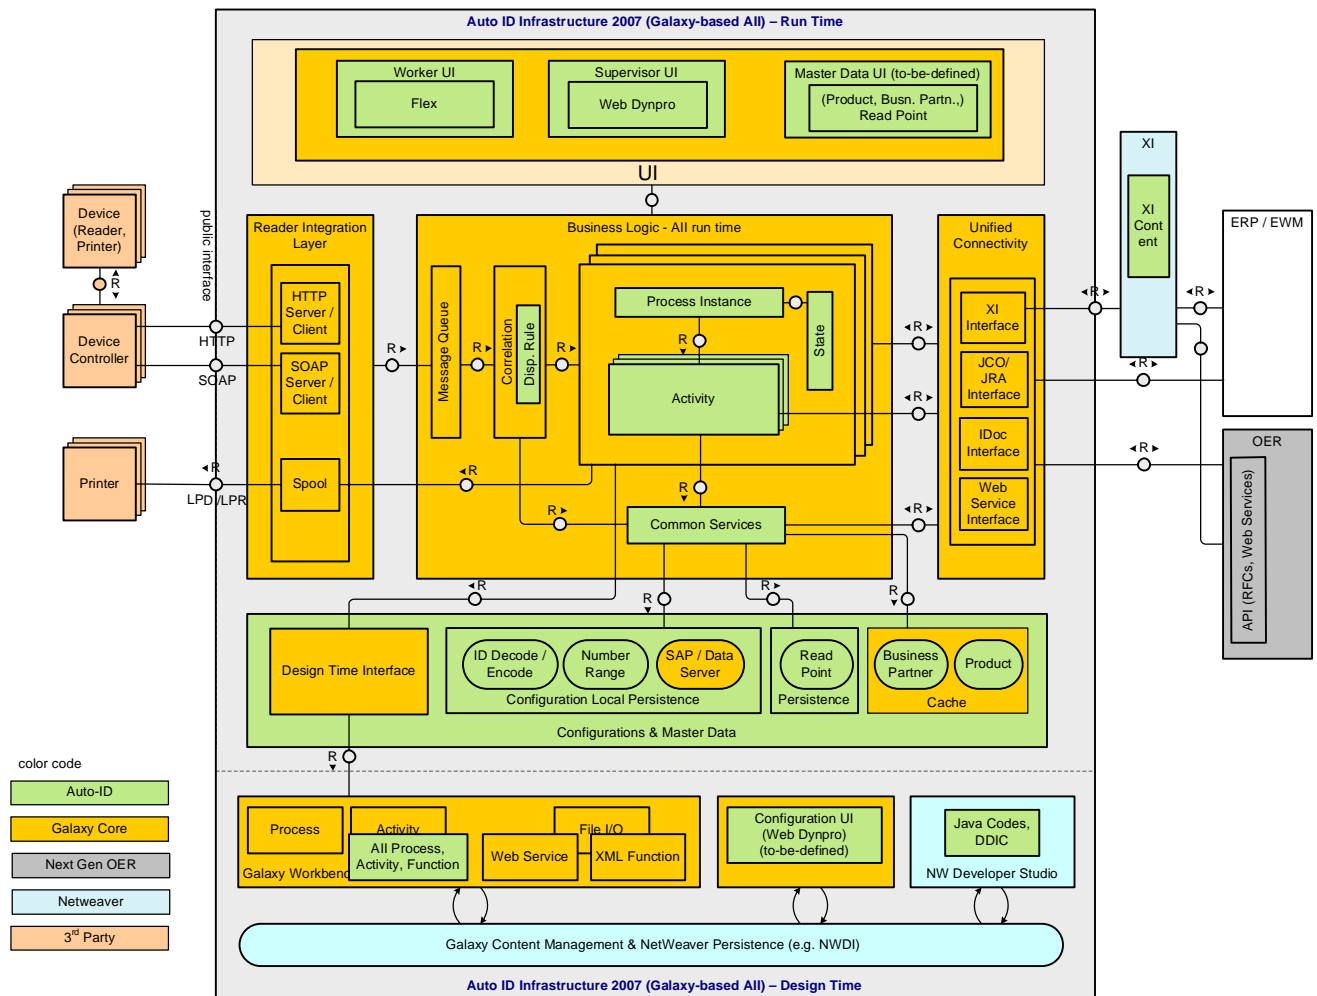 Auto ID Infrastructure 2007 (Galaxy-based AII) – Run Time
Worker UI
Flex
Supervisor UI
Web Dynpro
Master Data UI (to-be-defined)
(Product, Busn. Partn.,)
Read Point
UI
Device
(Reader,
Printer)
R
Device
Controller
Printer
public interface
HTTP
SOAP
R
LPD/LPR
Reader Integration
Layer
HTTP
Server /
Client
SOAP
Server /
Client
Spool
R
Business Logic - AII run time
Message Queue
R
Correlation
Disp. Rule
R
Process Instance
State
R
Activity
R
R
R
Common Services
R
R
R
Unified
Connectivity
XI
Interface
JCO/
JRA
Interface
IDoc
Interface
Web
Service
Interface
R
R
R
R
XI
XI
Cont
ent
ERP / EWM
OER
API (RFCs, Web Services)
R
R
R
R
Design Time Interface
ID Decode /
Encode
Number
Range
SAP / Data
Server
Configuration Local Persistence
Read
Point
Persistence
Business
Partner
Product
Cache
Configurations & Master Data
R
color code
Auto-ID
Galaxy Core
Next Gen OER
Netweaver
3rd Party
Process
Activity
AII Process,
Activity, Function
Galaxy Workbenc
Web Service
File I/O
XML Function
Configuration UI
(Web Dynpro)
(to-be-defined)
Java Codes,
DDIC
NW Developer Studio
Galaxy Content Management & NetWeaver Persistence (e.g. NWDI)
Auto ID Infrastructure 2007 (Galaxy-based AII) – Design Time